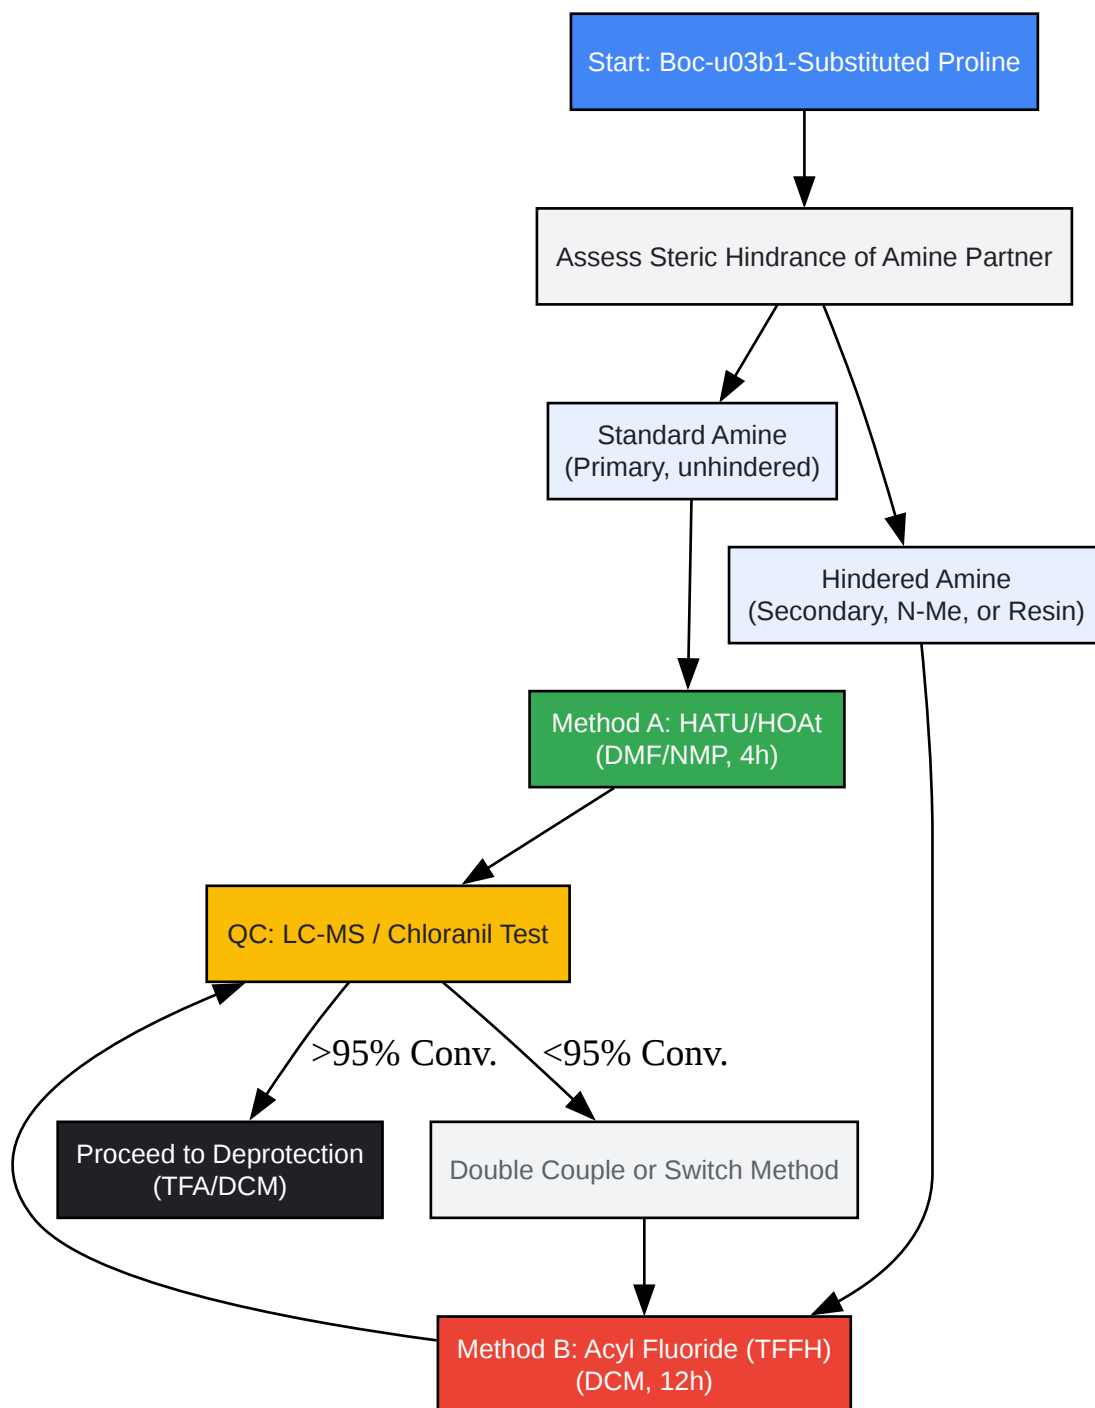 Start: Boc-u03b1-Substituted Proline
Assess Steric Hindrance of Amine Partner
Standard Amine
(Primary, unhindered)
Hindered Amine
(Secondary, N-Me, or Resin)
Method A: HATU/HOAt
(DMF/NMP, 4h)
QC: LC-MS / Chloranil Test
>95% Conv.
<95% Conv.
Proceed to Deprotection
(TFA/DCM)
Double Couple or Switch Method
Method B: Acyl Fluoride (TFFH)
(DCM, 12h)